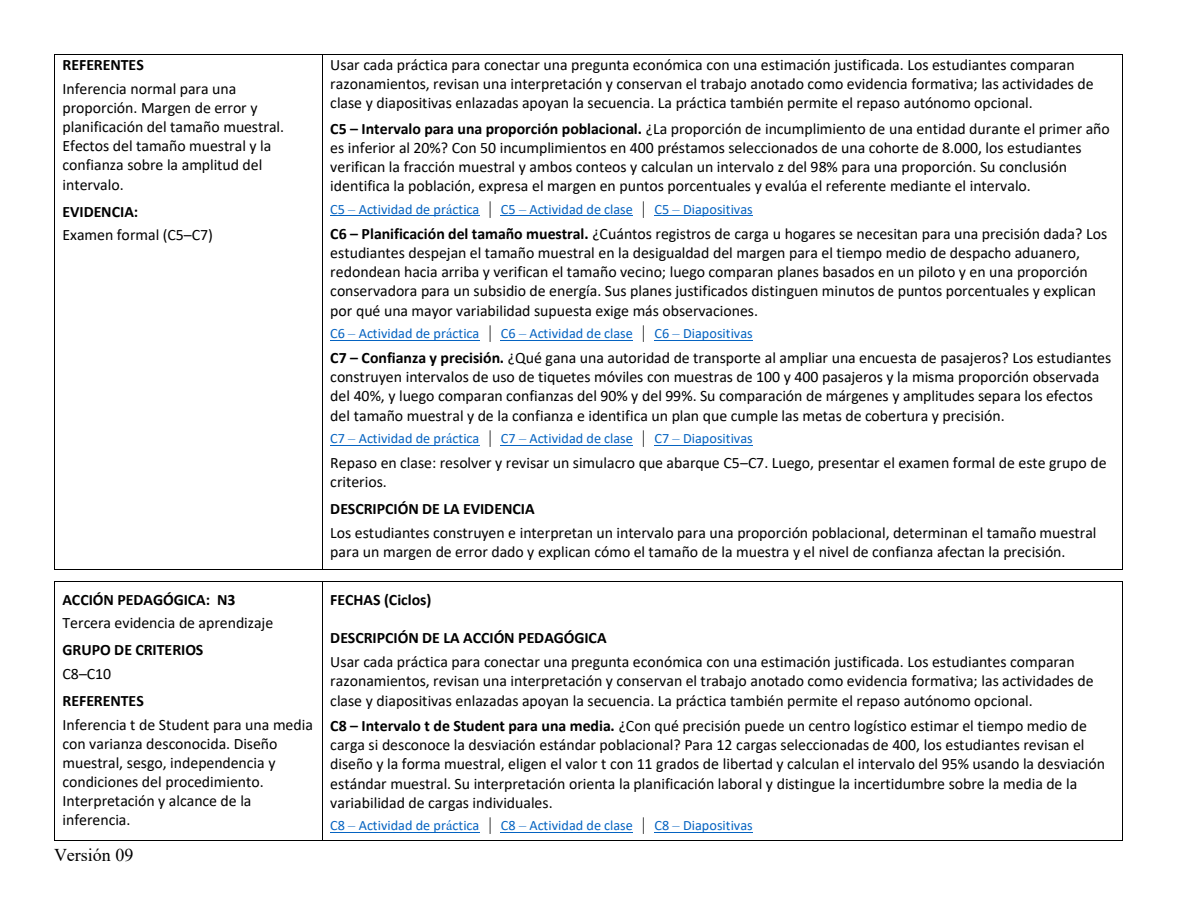 REFERENTES
Inferencia normal para una
proporción. Margen de error y
planificación del tamaño muestral.
Efectos del tamaño muestral y la
confianza sobre la amplitud del
intervalo.
EVIDENCIA:
Examen formal (C5–C7)
Usar cada práctica para conectar una pregunta económica con una estimación justificada. Los estudiantes comparan
razonamientos, revisan una interpretación y conservan el trabajo anotado como evidencia formativa; las actividades de
clase y diapositivas enlazadas apoyan la secuencia. La práctica también permite el repaso autónomo opcional.
C5 – Intervalo para una proporción poblacional. ¿La proporción de incumplimiento de una entidad durante el primer año
es inferior al 20%? Con 50 incumplimientos en 400 préstamos seleccionados de una cohorte de 8.000, los estudiantes
verifican la fracción muestral y ambos conteos y calculan un intervalo z del 98% para una proporción. Su conclusión
identifica la población, expresa el margen en puntos porcentuales y evalúa el referente mediante el intervalo.
C5 – Actividad de práctica | C5 – Actividad de clase | C5 – Diapositivas
C6 – Planificación del tamaño muestral. ¿Cuántos registros de carga u hogares se necesitan para una precisión dada? Los
estudiantes despejan el tamaño muestral en la desigualdad del margen para el tiempo medio de despacho aduanero,
redondean hacia arriba y verifican el tamaño vecino; luego comparan planes basados en un piloto y en una proporción
conservadora para un subsidio de energía. Sus planes justificados distinguen minutos de puntos porcentuales y explican
por qué una mayor variabilidad supuesta exige más observaciones.
C6 – Actividad de práctica | C6 – Actividad de clase | C6 – Diapositivas
C7 – Confianza y precisión. ¿Qué gana una autoridad de transporte al ampliar una encuesta de pasajeros? Los estudiantes
construyen intervalos de uso de tiquetes móviles con muestras de 100 y 400 pasajeros y la misma proporción observada
del 40%, y luego comparan confianzas del 90% y del 99%. Su comparación de márgenes y amplitudes separa los efectos
del tamaño muestral y de la confianza e identifica un plan que cumple las metas de cobertura y precisión.
C7 – Actividad de práctica | C7 – Actividad de clase | C7 – Diapositivas
Repaso en clase: resolver y revisar un simulacro que abarque C5–C7. Luego, presentar el examen formal de este grupo de
criterios.
DESCRIPCIÓN DE LA EVIDENCIA
Los estudiantes construyen e interpretan un intervalo para una proporción poblacional, determinan el tamaño muestral
para un margen de error dado y explican cómo el tamaño de la muestra y el nivel de confianza afectan la precisión.
ACCIÓN PEDAGÓGICA: N3
Tercera evidencia de aprendizaje
GRUPO DE CRITERIOS
C8–C10
REFERENTES
Inferencia t de Student para una media
con varianza desconocida. Diseño
muestral, sesgo, independencia y
condiciones del procedimiento.
Interpretación y alcance de la
inferencia.
FECHAS (Ciclos)
DESCRIPCIÓN DE LA ACCIÓN PEDAGÓGICA
Usar cada práctica para conectar una pregunta económica con una estimación justificada. Los estudiantes comparan
razonamientos, revisan una interpretación y conservan el trabajo anotado como evidencia formativa; las actividades de
clase y diapositivas enlazadas apoyan la secuencia. La práctica también permite el repaso autónomo opcional.
C8 – Intervalo t de Student para una media. ¿Con qué precisión puede un centro logístico estimar el tiempo medio de
carga si desconoce la desviación estándar poblacional? Para 12 cargas seleccionadas de 400, los estudiantes revisan el
diseño y la forma muestral, eligen el valor t con 11 grados de libertad y calculan el intervalo del 95% usando la desviación
estándar muestral. Su interpretación orienta la planificación laboral y distingue la incertidumbre sobre la media de la
variabilidad de cargas individuales.
C8 – Actividad de práctica | C8 – Actividad de clase | C8 – Diapositivas
Versión 09